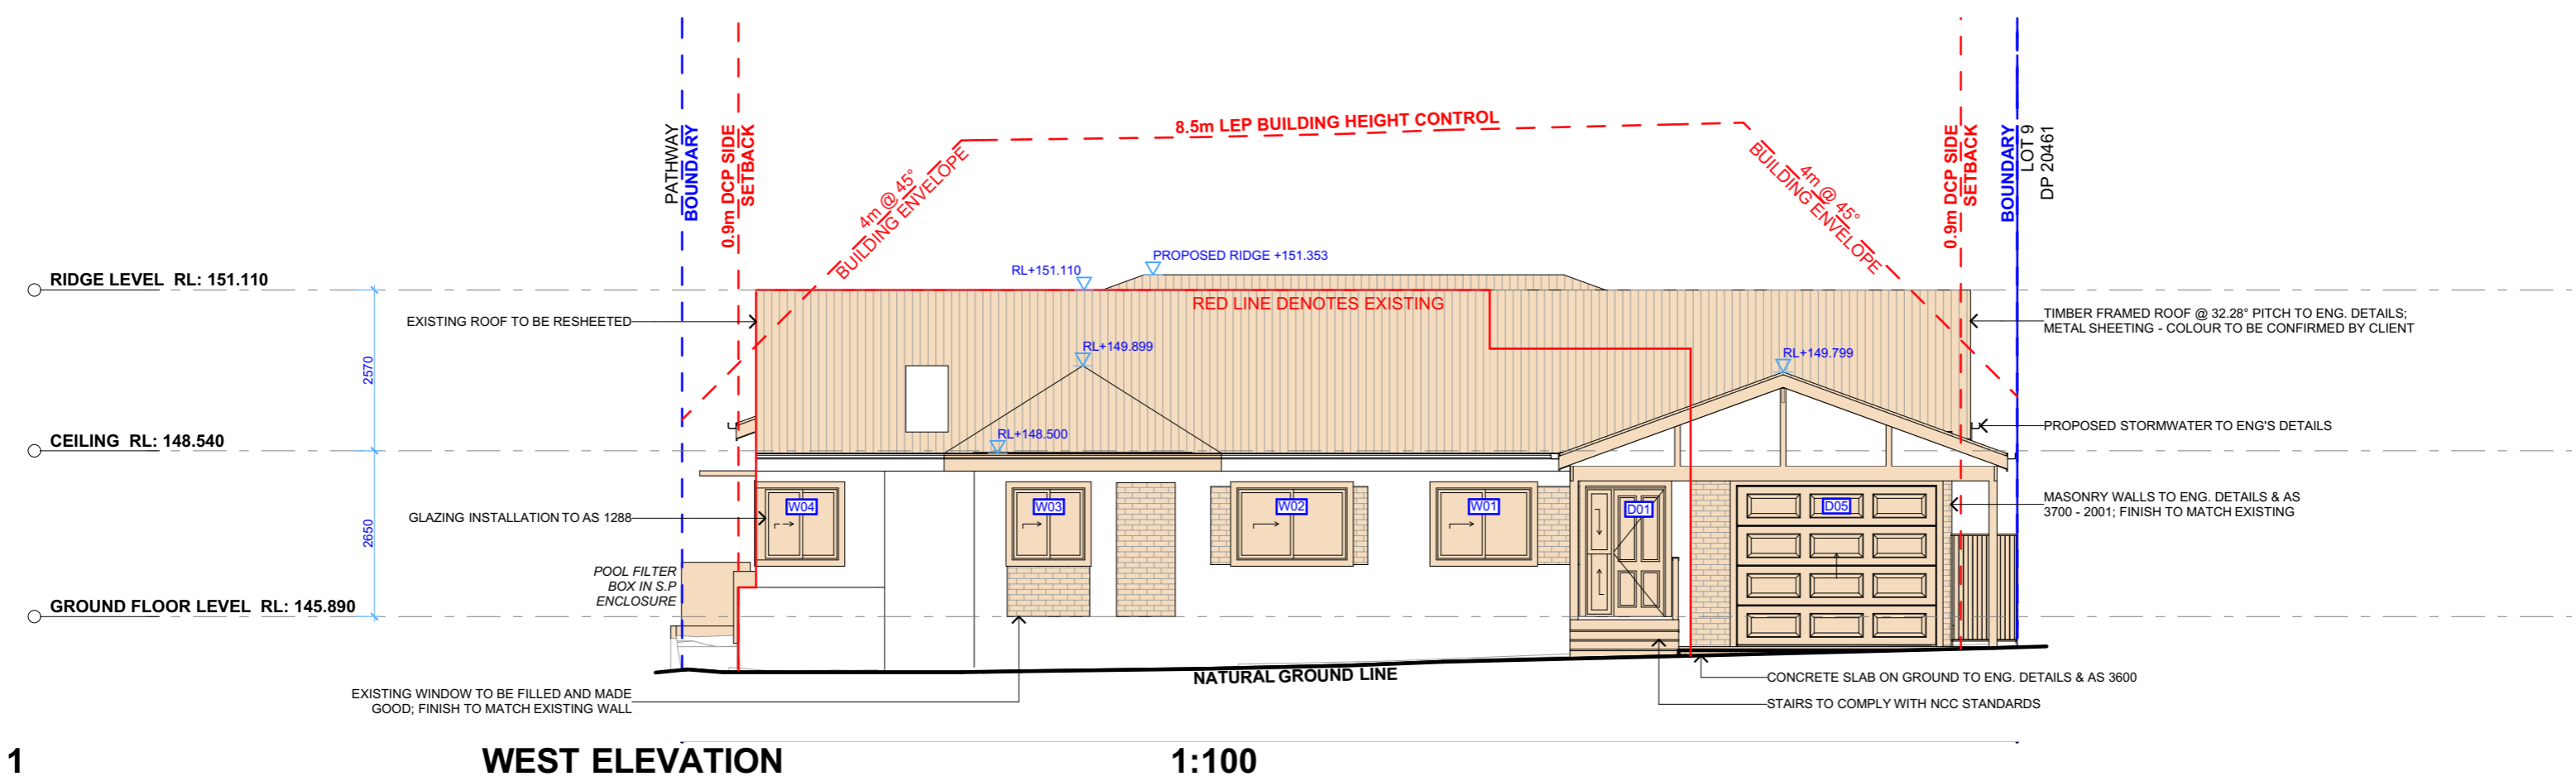 8.5m LEP BUILDING HEIGHT CONTROL
PATHWAY
BOUNDARY
0.9m DCP SIDE
SETBACK
4m @ 45°
BUILDING ENVELOPE
4m @ 45°
BUILDING ENVELOPE
0.9m DCP SIDE
SETBACK
BOUNDARY
LOT 9
DP 20461
PROPOSED RIDGE +151.353
RL+151.110
RIDGE LEVEL RL: 151.110
RED LINE DENOTES EXISTING
EXISTING ROOF TO BE RESHEETED
TIMBER FRAMED ROOF @ 32.28° PITCH TO ENG. DETAILS;
METAL SHEETING - COLOUR TO BE CONFIRMED BY CLIENT
RL+149.899
RL+149.799
2570
PROPOSED STORMWATER TO ENG'S DETAILS
RL+148.500
CEILING RL: 148.540
W04
W03
W02
W01
D01
D05
MASONRY WALLS TO ENG. DETAILS & AS
3700 - 2001; FINISH TO MATCH EXISTING
GLAZING INSTALLATION TO AS 1288
2650
POOL FILTER
BOX IN S.P
ENCLOSURE
GROUND FLOOR LEVEL RL: 145.890
NATURAL GROUND LINE
CONCRETE SLAB ON GROUND TO ENG. DETAILS & AS 3600
EXISTING WINDOW TO BE FILLED AND MADE
GOOD; FINISH TO MATCH EXISTING WALL
STAIRS TO COMPLY WITH NCC STANDARDS
1 WEST ELEVATION 1:100